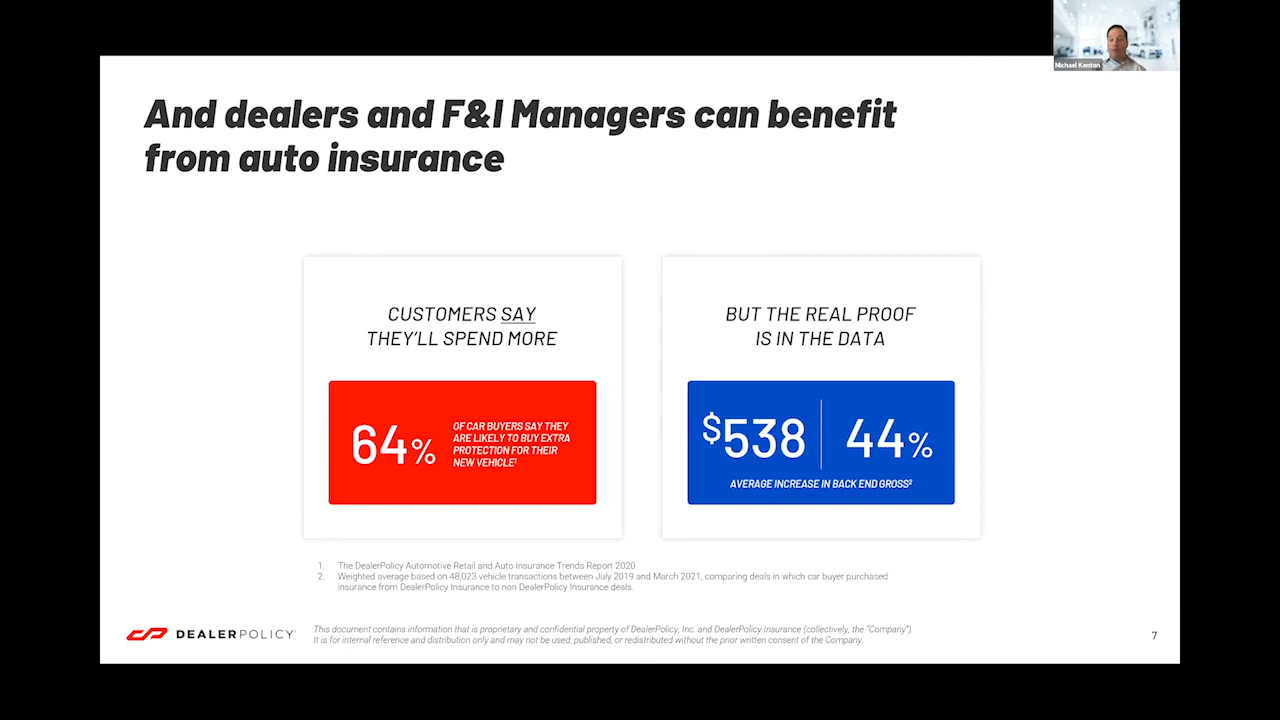 Michael Kenton
And dealers and F&I Managers can benefit
from auto insurance
CUSTOMERS SAY
THEY'LL SPEND MORE
64%
OF CAR BUYERS SAY THEY
ARE LIKELY TO BUY EXTRA
PROTECTION FOR THEIR
NEW VEHICLE¹
BUT THE REAL PROOF
IS IN THE DATA
$538
44%
AVERAGE INCREASE IN BACK END GROSS²
1. The DealerPolicy Automotive Retail and Auto Insurance Trends Report 2020
2. Weighted average based on 48,023 vehicle transactions between July 2019 and March 2021, comparing deals in which car buyer purchased
insurance from DealerPolicy Insurance to non DealerPolicy Insurance deals.
DEALERPOLICY
This document contains information that is proprietary and confidential property of DealerPolicy, Inc. and DealerPolicy Insurance (collectively, the "Company").
It is for internal reference and distribution only and may not be used, published, or redistributed without the prior written consent of the Company.
7